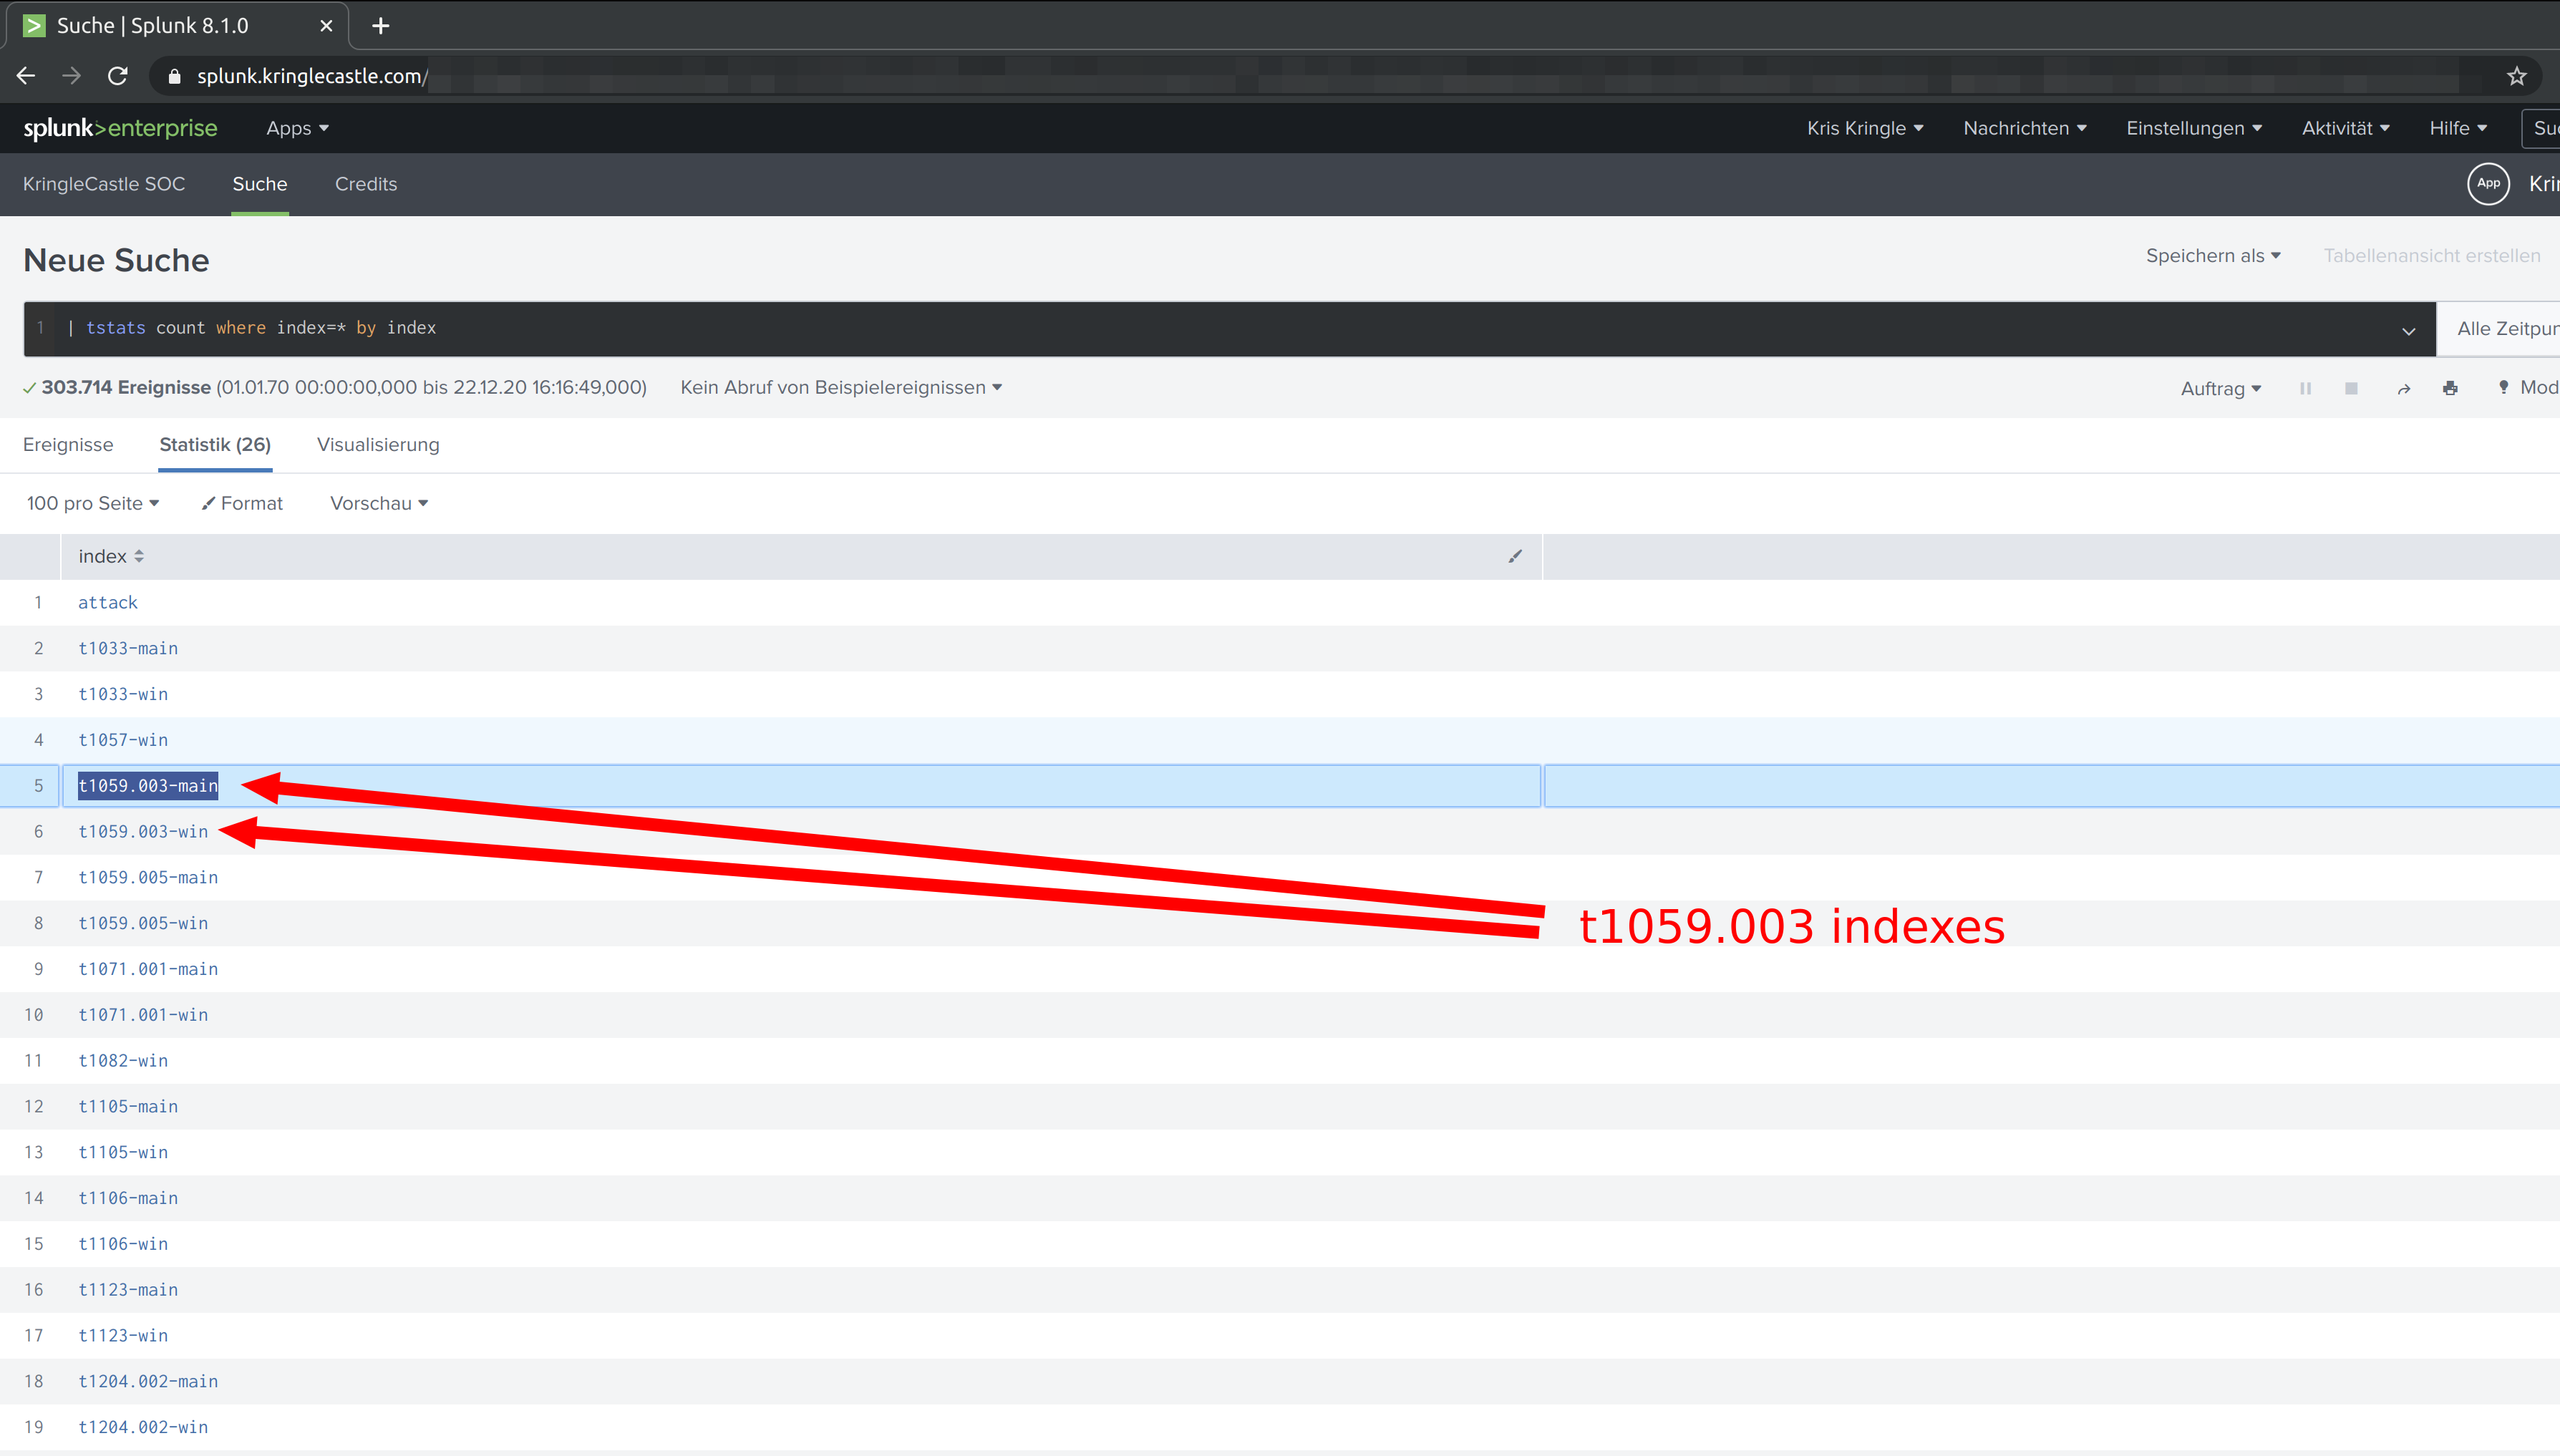 Suche | Splunk 8.1.0
splunk.kringlecastle.com/
splunk>enterprise Apps Kris Kringle Nachrichten Einstellungen Aktivität Hilfe
KringleCastle SOC Suche Credits App
Neue Suche Speichern als Tabellenansicht erstellen
1 | tstats count where index=* by index Alle
303.714 Ereignisse (01.01.70 00:00:00,000 bis 22.12.20 16:16:49,000) Kein Abruf von Beispielereignissen Auftrag
Ereignisse Statistik (26) Visualisierung
100 pro Seite Format Vorschau
index
1 attack
2 t1033-main
3 t1033-win
4 t1057-win
5 t1059.003-main
6 t1059.003-win
7 t1059.005-main
8 t1059.005-win
t1059.003 indexes
9 t1071.001-main
10 t1071.001-win
11 t1082-win
12 t1105-main
13 t1105-win
14 t1106-main
15 t1106-win
16 t1123-main
17 t1123-win
18 t1204.002-main
19 t1204.002-win